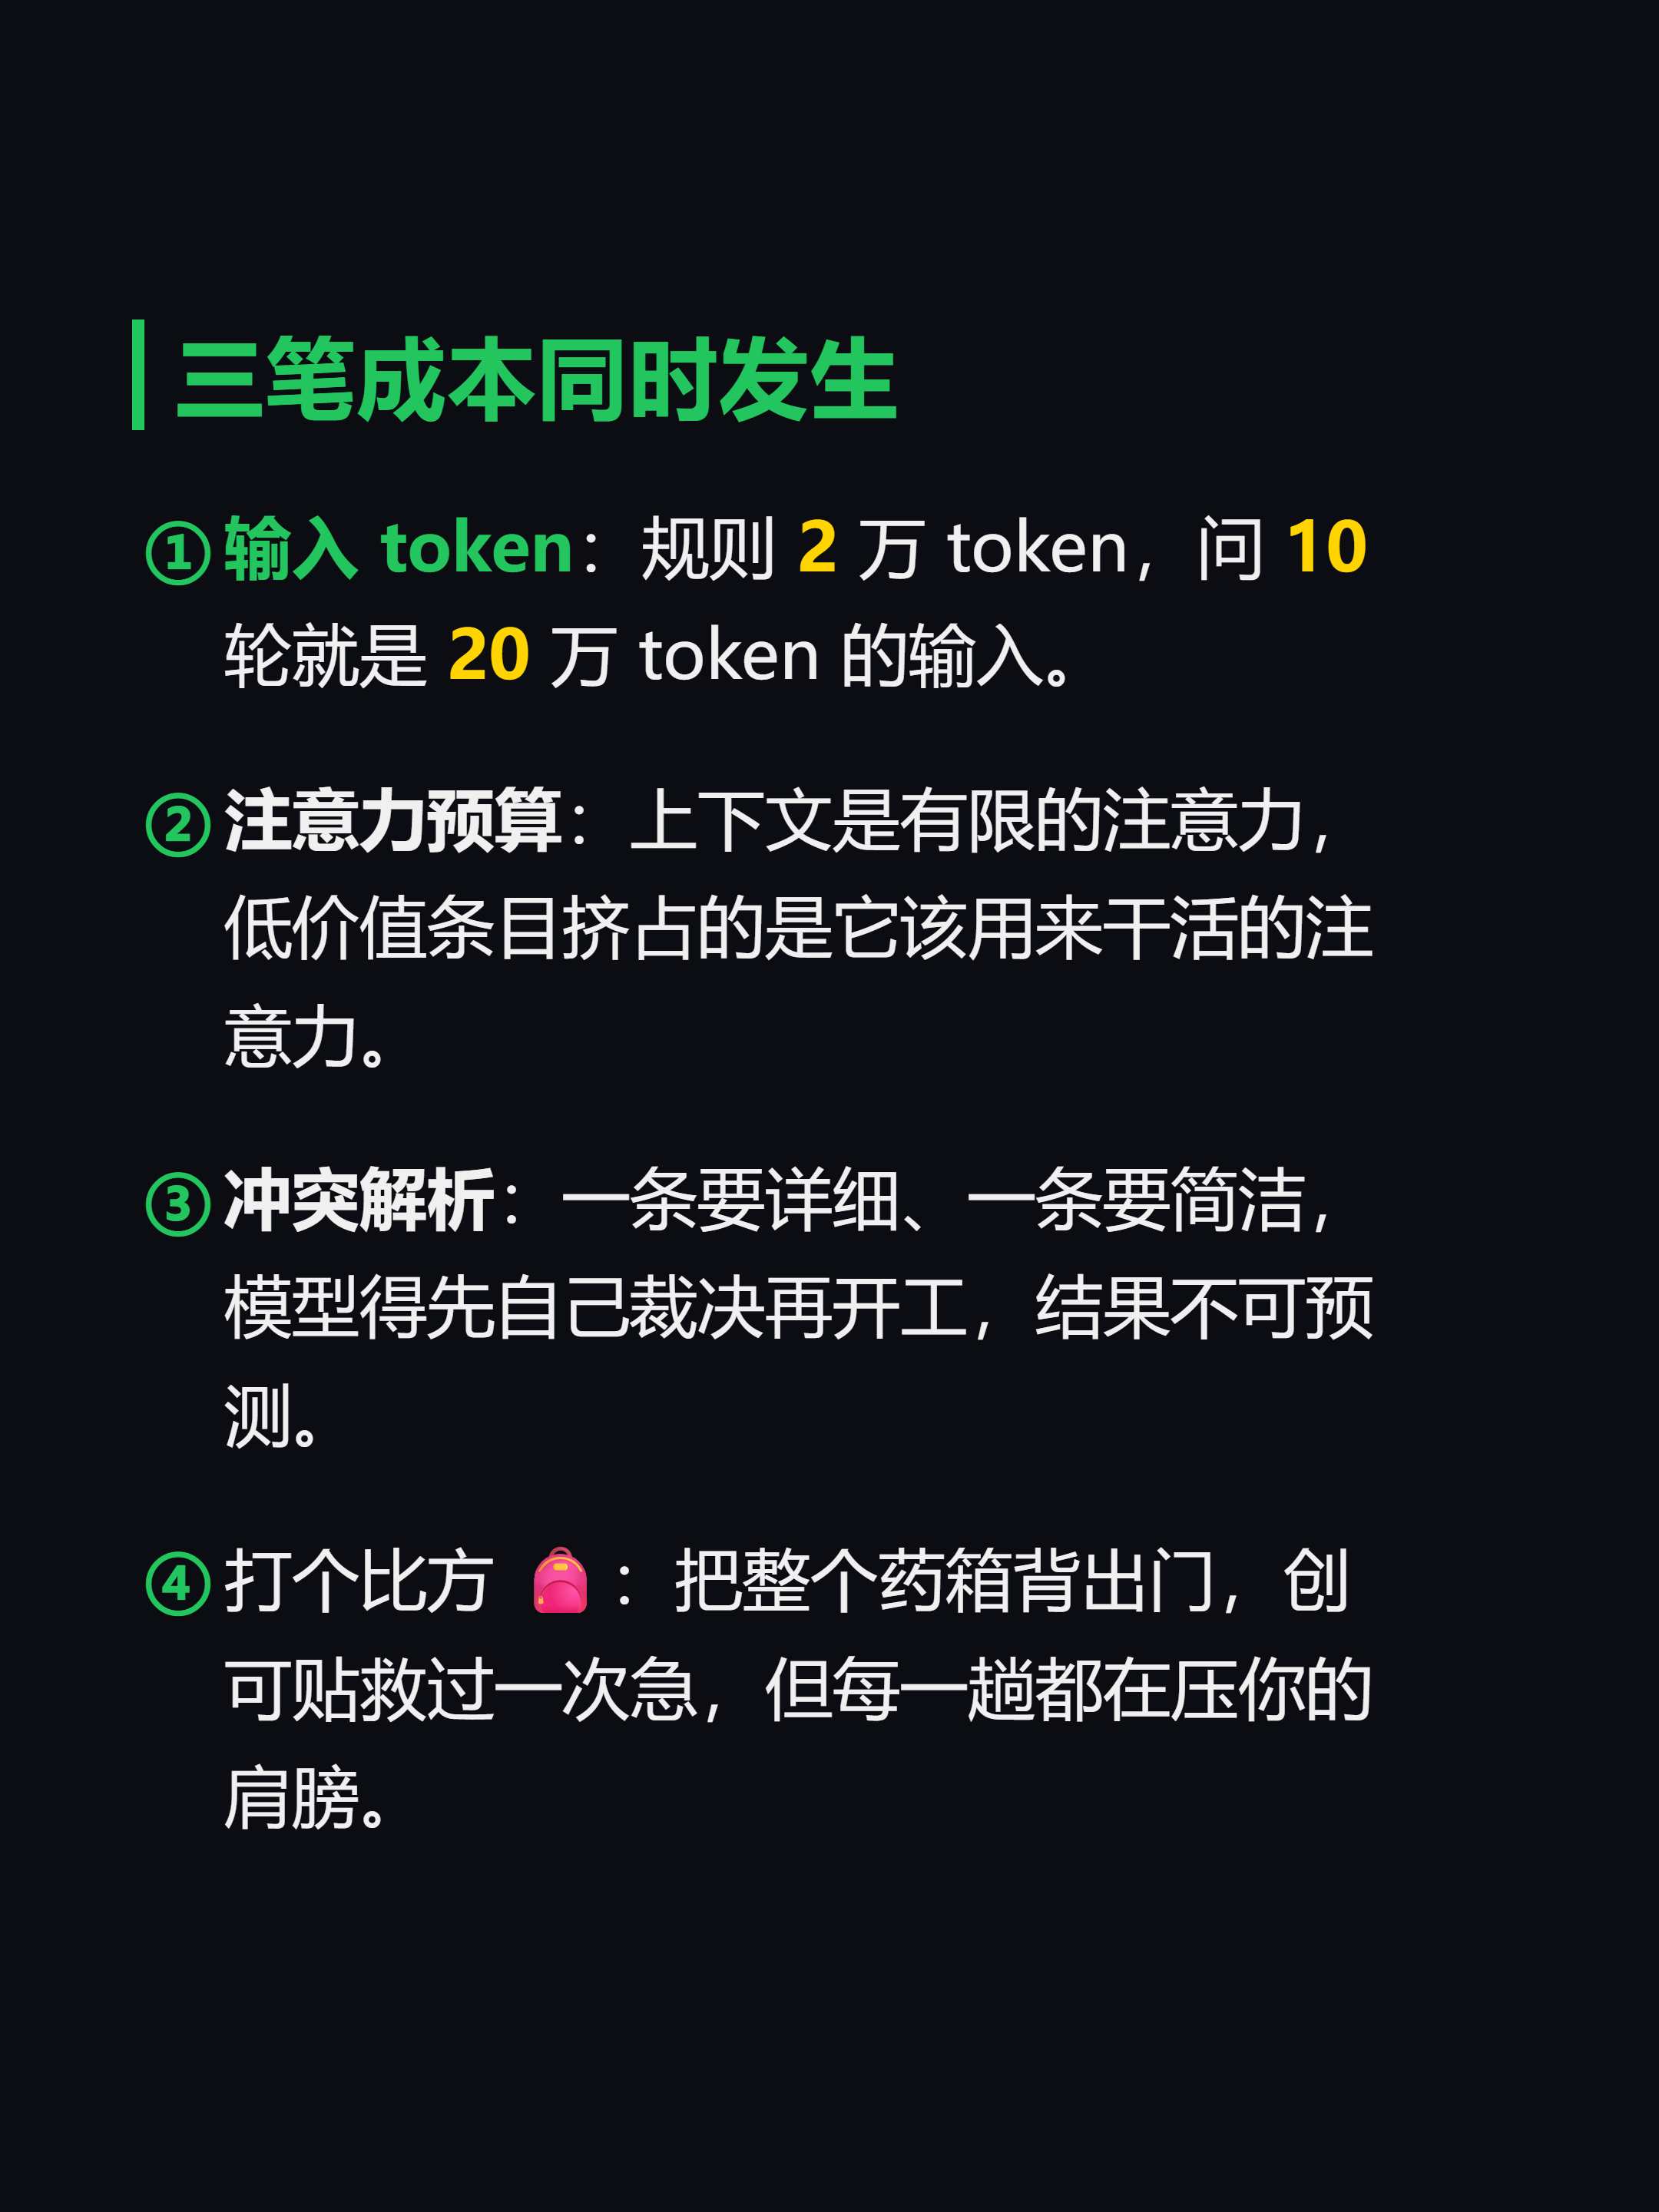 三笔成本同时发生
① 输入 token：规则 2 万 token，问 10
轮就是 20 万 token 的输入。
② 注意力预算：上下文是有限的注意力，
低价值条目挤占的是它该用来干活的注
意力。
③ 冲突解析：一条要详细、一条要简洁，
模型得先自己裁决再开工，结果不可预
测。
④ 打个比方 🎒：把整个药箱背出门，创
可贴救过一次急，但每一趟都在压你的
肩膀。